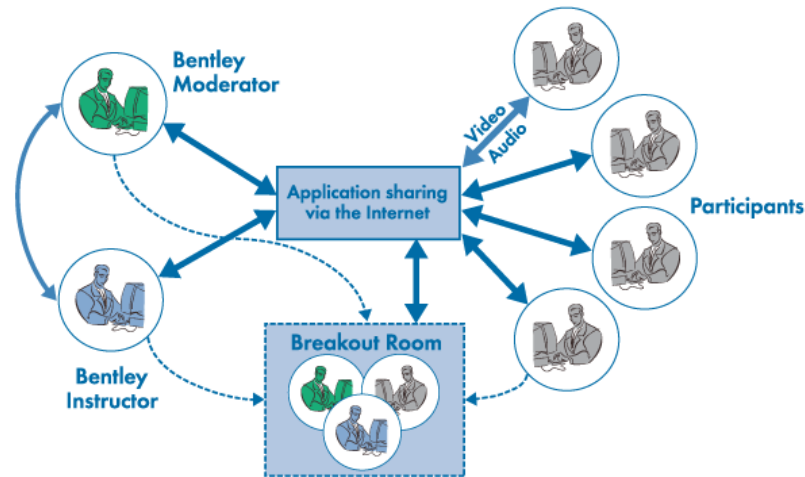 Bentley
Moderator
Video
Audio
Application sharing
via the Internet
Participants
Breakout Room
Bentley
Instructor